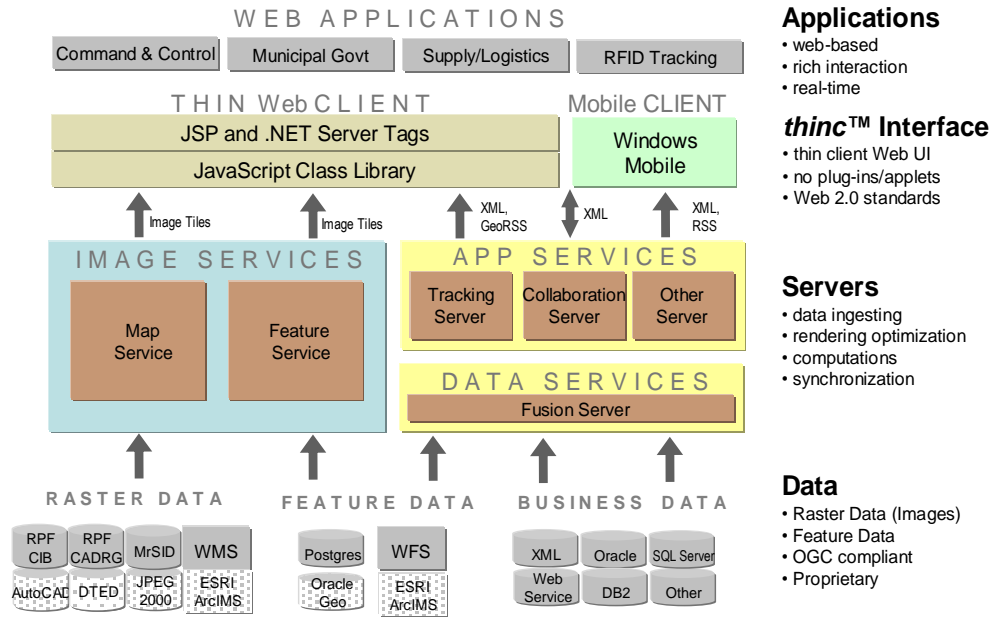 WEB APPLICATIONS
Command & Control
Municipal Govt
Supply/Logistics
RFID Tracking
THIN Web CLIENT
Mobile CLIENT
JSP and .NET Server Tags
JavaScript Class Library
Windows
Mobile
Image Tiles
Image Tiles
XML,
GeoRSS
XML
XML,
RSS
IMAGE SERVICES
Map
Service
Feature
Service
APP SERVICES
Tracking
Server
Collaboration
Server
Other
Server
DATA SERVICES
Fusion Server
RASTER DATA
FEATURE DATA
BUSINESS DATA
RPF
CIB
RPF
CADRG
MrSID
WMS
AutoCAD
DTED
JPEG
2000
ESRI
ArcIMS
Postgres
WFS
Oracle
Geo
ESRI
ArcIMS
XML
Oracle
SQL Server
Web
Service
DB2
Other
Applications
• web-based
• rich interaction
• real-time
thinc™ Interface
• thin client Web UI
• no plug-ins/applets
• Web 2.0 standards
Servers
• data ingesting
• rendering optimization
• computations
• synchronization
Data
• Raster Data (Images)
• Feature Data
• OGC compliant
• Proprietary